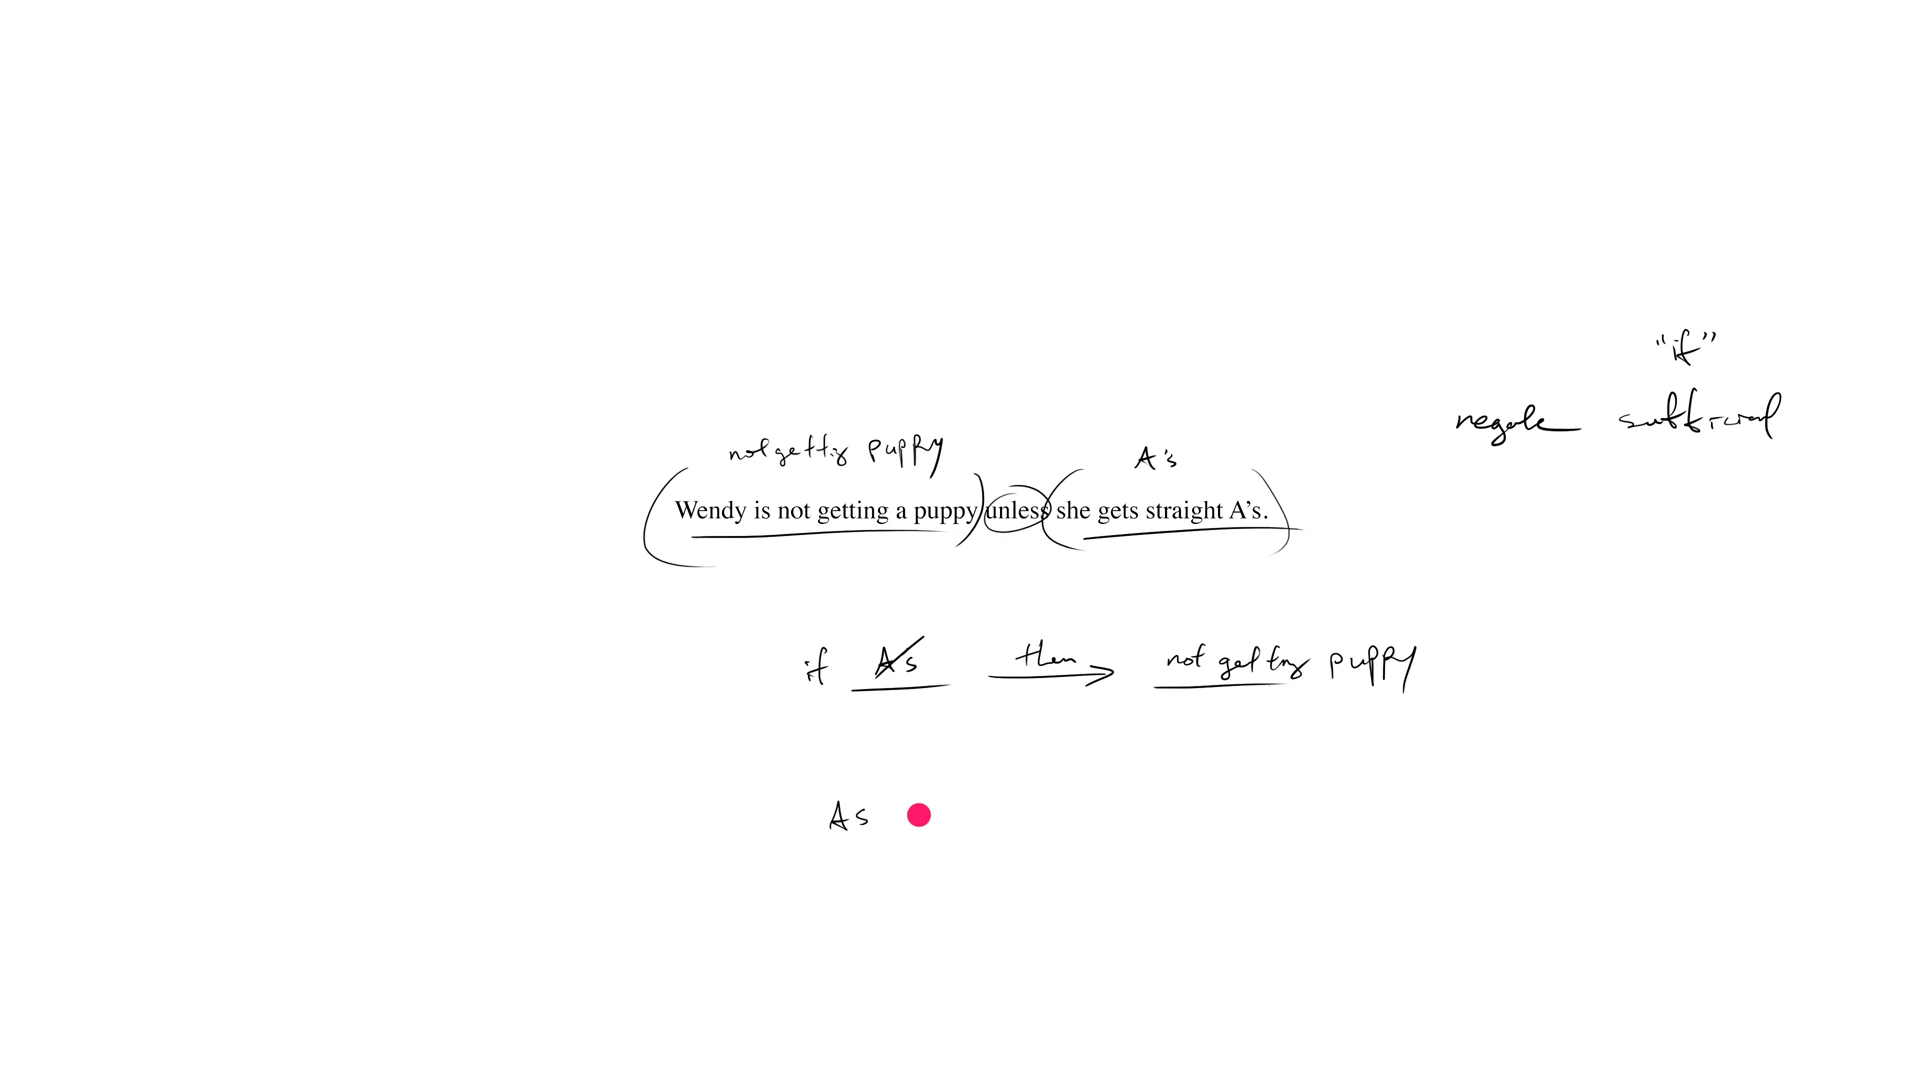 "if"
negate sufficient
not getting puppy A's
Wendy is not getting a puppy unless she gets straight A's.
if As then not getting puppy
As